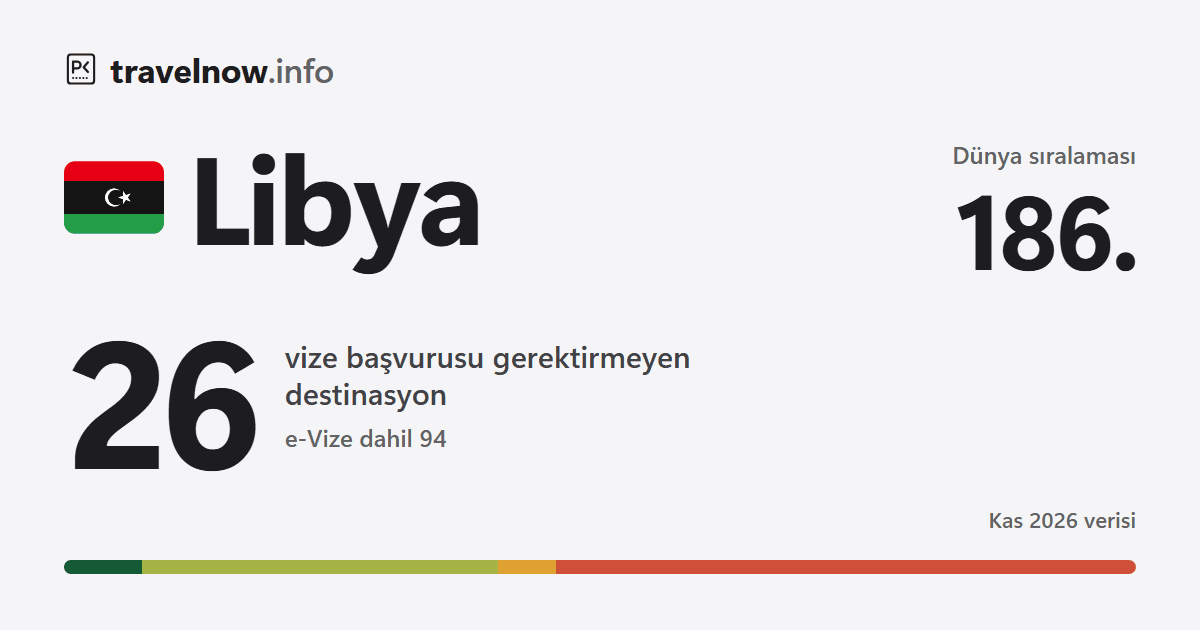 travelnow.info
Libya
Dünya sıralaması
186.
26
vize başvurusu gerektirmeyen
destinasyon
e-Vize dahil 94
Kas 2026 verisi